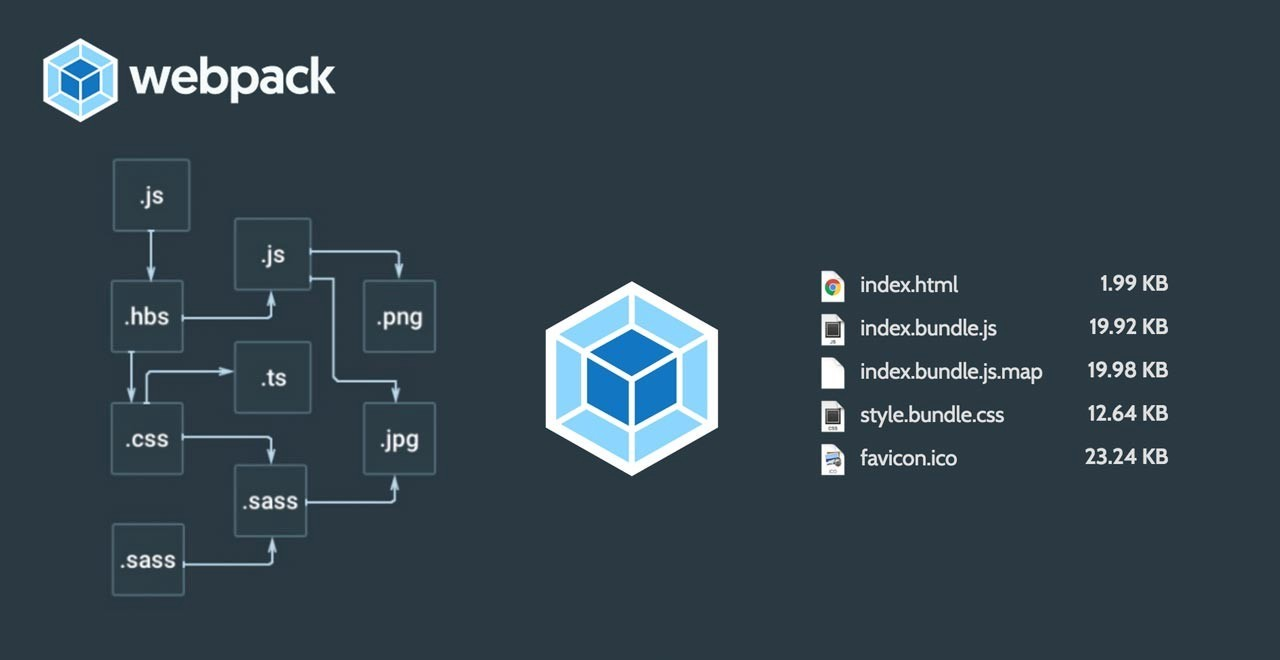 webpack
.js
.js
.hbs
.png
.ts
.css
.jpg
.sass
.sass
index.html 1.99 KB
index.bundle.js 19.92 KB
index.bundle.js.map 19.98 KB
style.bundle.css 12.64 KB
favicon.ico 23.24 KB